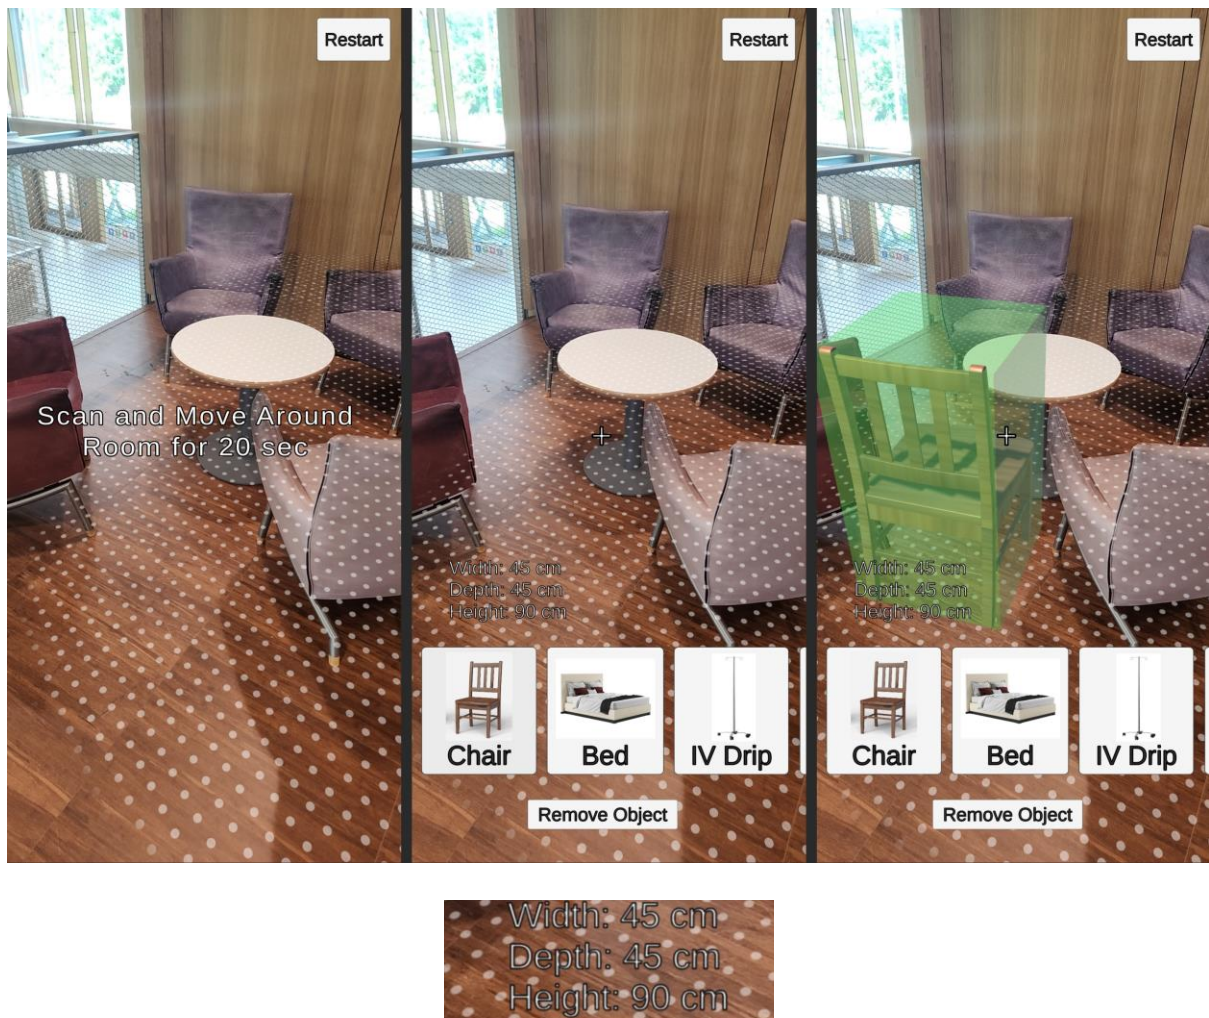 Restart
Scan and Move Around
Room for 20 sec
Restart
Width: 45 cm
Depth: 45 cm
Height: 90 cm
Chair
Bed
IV Drip
Remove Object
Restart
Width: 45 cm
Depth: 45 cm
Height: 90 cm
Chair
Bed
IV Drip
Remove Object
Width: 45 cm
Depth: 45 cm
Height: 90 cm